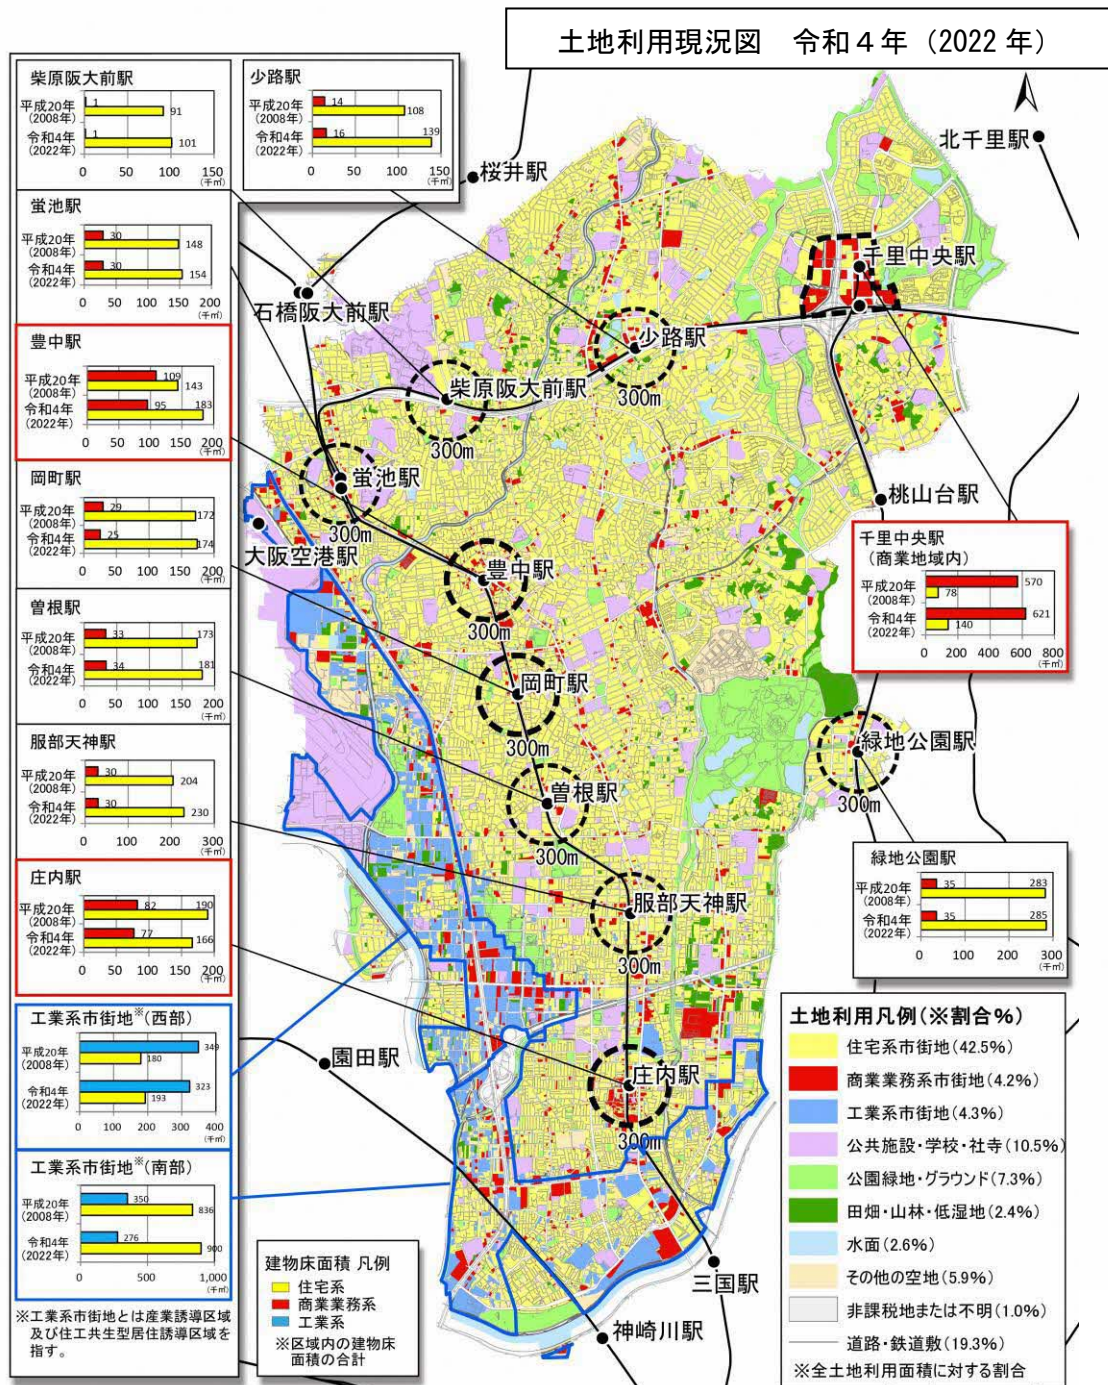 土地利用現況図　令和４年（2022 年）
柴原阪大前駅
平成20年
(2008年)
1
91
令和4年
(2022年)
1
101
0 50 100 150
(千㎡)
少路駅
平成20年
(2008年)
14
108
令和4年
(2022年)
16
139
0 50 100 150
(千㎡)
蛍池駅
平成20年
(2008年)
30
148
令和4年
(2022年)
30
154
0 50 100 150 200
(千㎡)
豊中駅
平成20年
(2008年)
109
143
令和4年
(2022年)
95
183
0 50 100 150 200
(千㎡)
岡町駅
平成20年
(2008年)
29
172
令和4年
(2022年)
25
174
0 50 100 150 200
(千㎡)
曽根駅
平成20年
(2008年)
33
173
令和4年
(2022年)
34
181
0 50 100 150 200
(千㎡)
服部天神駅
平成20年
(2008年)
30
204
令和4年
(2022年)
30
230
0 100 200 300
(千㎡)
庄内駅
平成20年
(2008年)
82
190
令和4年
(2022年)
77
166
0 50 100 150 200
(千㎡)
工業系市街地※(西部)
平成20年
(2008年)
349
180
令和4年
(2022年)
323
193
0 100 200 300 400
(千㎡)
工業系市街地※(南部)
平成20年
(2008年)
350
836
令和4年
(2022年)
276
900
0 500 1,000
(千㎡)
※工業系市街地とは産業誘導区域
及び住工共生型居住誘導区域を
指す。
桜井駅
北千里駅
千里中央駅
石橋阪大前駅
少路駅
300m
柴原阪大前駅
300m
蛍池駅
300m
大阪空港駅
桃山台駅
豊中駅
300m
岡町駅
300m
曽根駅
300m
緑地公園駅
300m
服部天神駅
300m
園田駅
庄内駅
300m
三国駅
神崎川駅
千里中央駅
(商業地域内)
平成20年
(2008年)
570
78
令和4年
(2022年)
621
140
0 200 400 600 800
(千㎡)
緑地公園駅
平成20年
(2008年)
35
283
令和4年
(2022年)
35
285
0 100 200 300
(千㎡)
建物床面積 凡例
住宅系
商業業務系
工業系
※区域内の建物床
面積の合計
土地利用凡例(※割合%)
住宅系市街地(42.5%)
商業業務系市街地(4.2%)
工業系市街地(4.3%)
公共施設・学校・社寺(10.5%)
公園緑地・グラウンド(7.3%)
田畑・山林・低湿地(2.4%)
水面(2.6%)
その他の空地(5.9%)
非課税地または不明(1.0%)
道路・鉄道敷(19.3%)
※全土地利用面積に対する割合